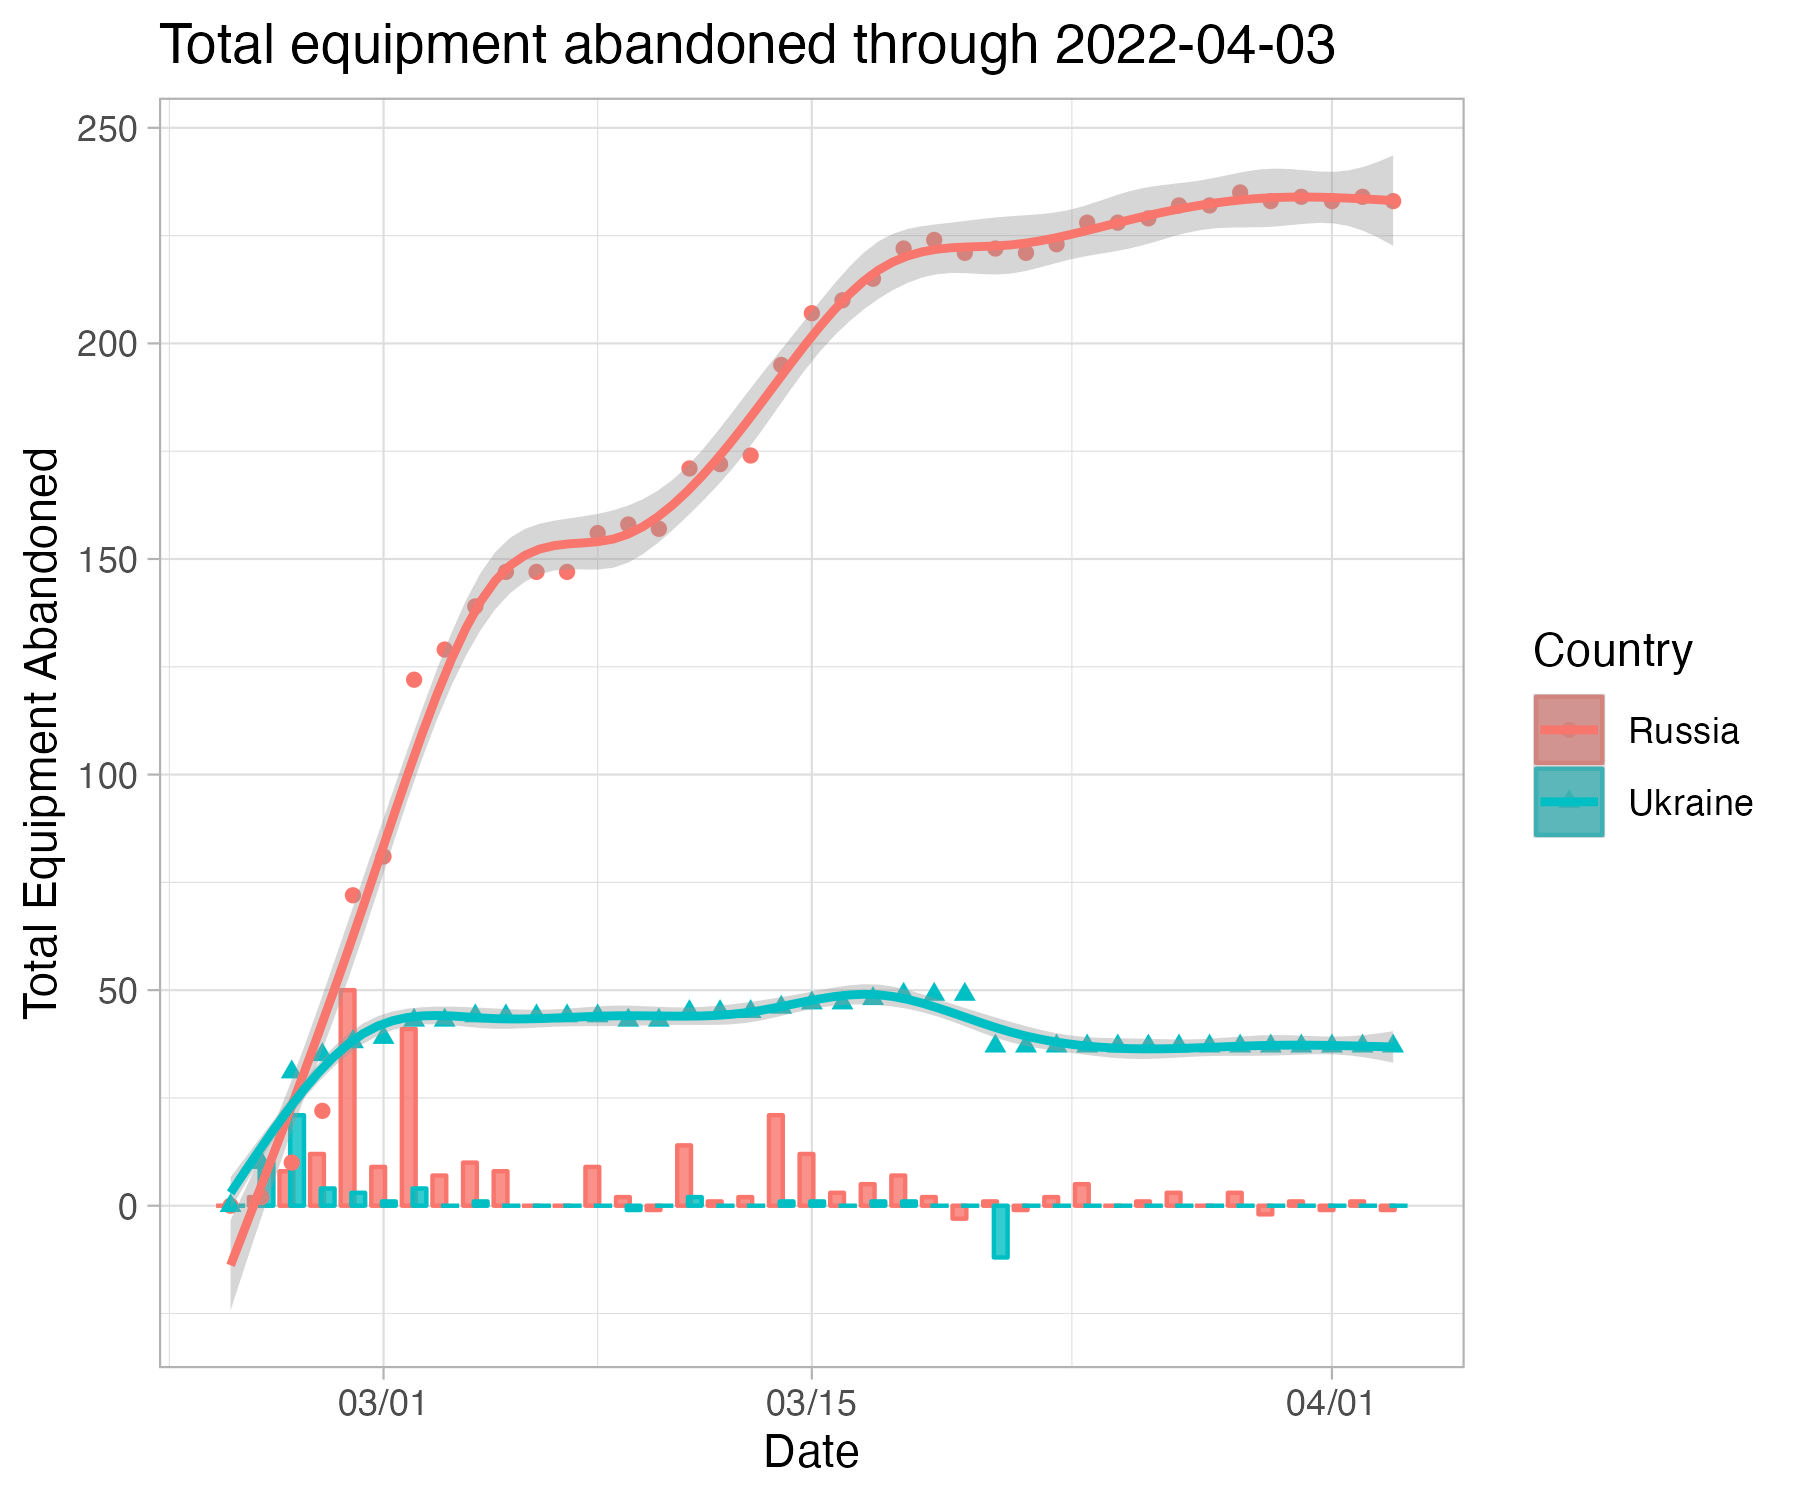 Total equipment abandoned through 2022-04-03
Total Equipment Abandoned
250
200
150
100
50
0
03/01
03/15
04/01
Date
Country
Russia
Ukraine